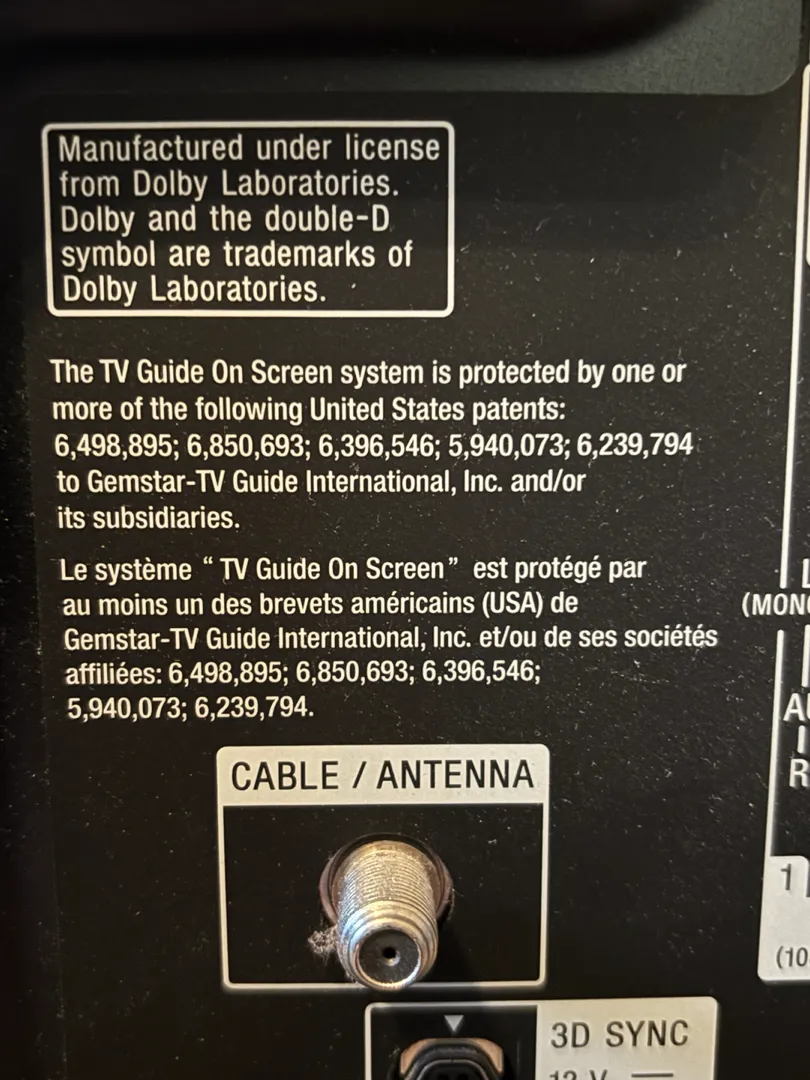 Manufactured under license
from Dolby Laboratories.
Dolby and the double-D
symbol are trademarks of
Dolby Laboratories.
The TV Guide On Screen system is protected by one or
more of the following United States patents:
6,498,895; 6,850,693; 6,396,546; 5,940,073; 6,239,794
to Gemstar-TV Guide International, Inc. and/or
its subsidiaries.
Le système “ TV Guide On Screen ” est protégé par
au moins un des brevets américains (USA) de
Gemstar-TV Guide International, Inc. et/ou de ses sociétés
affiliées: 6,498,895; 6,850,693; 6,396,546;
5,940,073; 6,239,794.
CABLE / ANTENNA
3D SYNC
12 V
L
(MON
R
1
(10